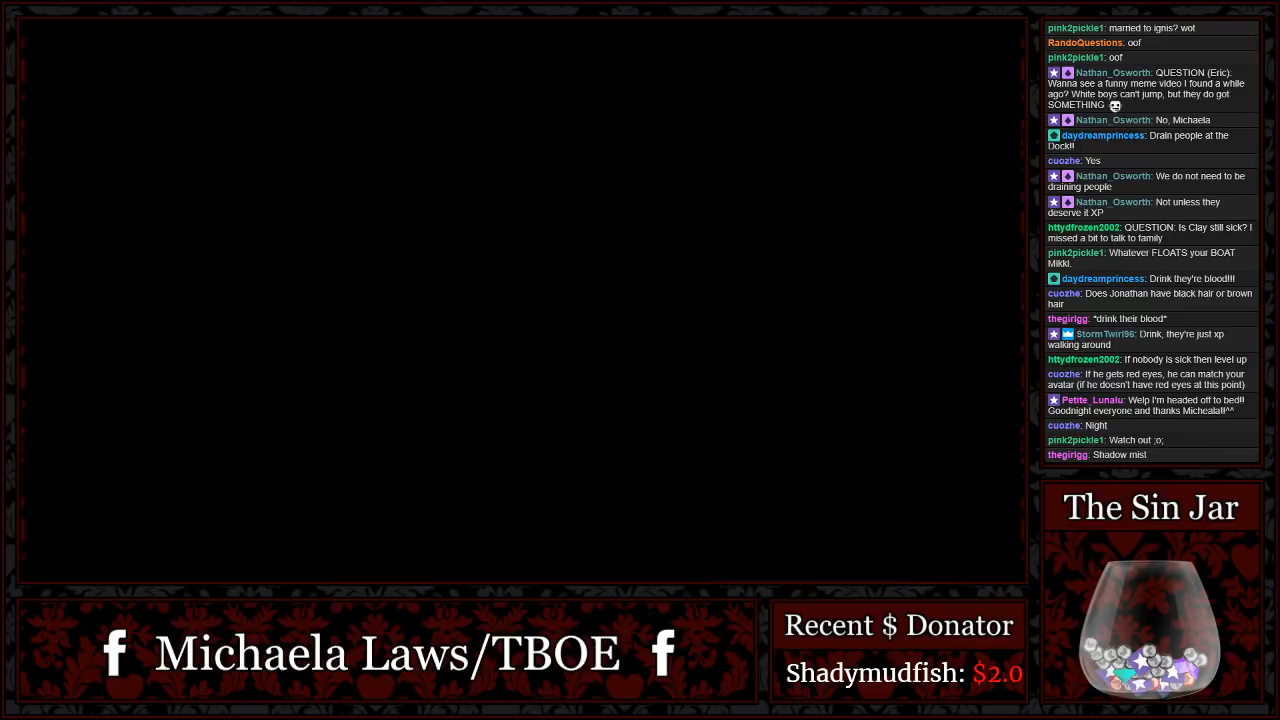 pink2pickle1: married to ignis? wot
RandoQuestions: oof
pink2pickle1: oof
Nathan_Osworth: QUESTION (Eric):
Wanna see a funny meme video I found a while
ago? White boys can't jump, but they do got
SOMETHING
Nathan_Osworth: No, Michaela
daydreamprincess: Drain people at the
Dock!!
cuozhe: Yes
Nathan_Osworth: We do not need to be
draining people
Nathan_Osworth: Not unless they
deserve it XP
httydfrozen2002: QUESTION: Is Clay still sick? I
missed a bit to talk to family
pink2pickle1: Whatever FLOATS your BOAT
Mikki.
daydreamprincess: Drink they're blood!!!
cuozhe: Does Jonathan have black hair or brown
hair
thegirlgg: *drink their blood*
StormTwirl96: Drink, they're just xp
walking around
httydfrozen2002: If nobody is sick then level up
cuozhe: If he gets red eyes, he can match your
avatar (if he doesn't have red eyes at this point)
Petite_Lunalu: Welp I'm headed off to bed!!
Goodnight everyone and thanks Micheala!!^^
cuozhe: Night
pink2pickle1: Watch out ;o;
thegirlgg: Shadow mist
The Sin Jar
f Michaela Laws/TBOE f
Recent $ Donator
Shadymudfish: $2.0